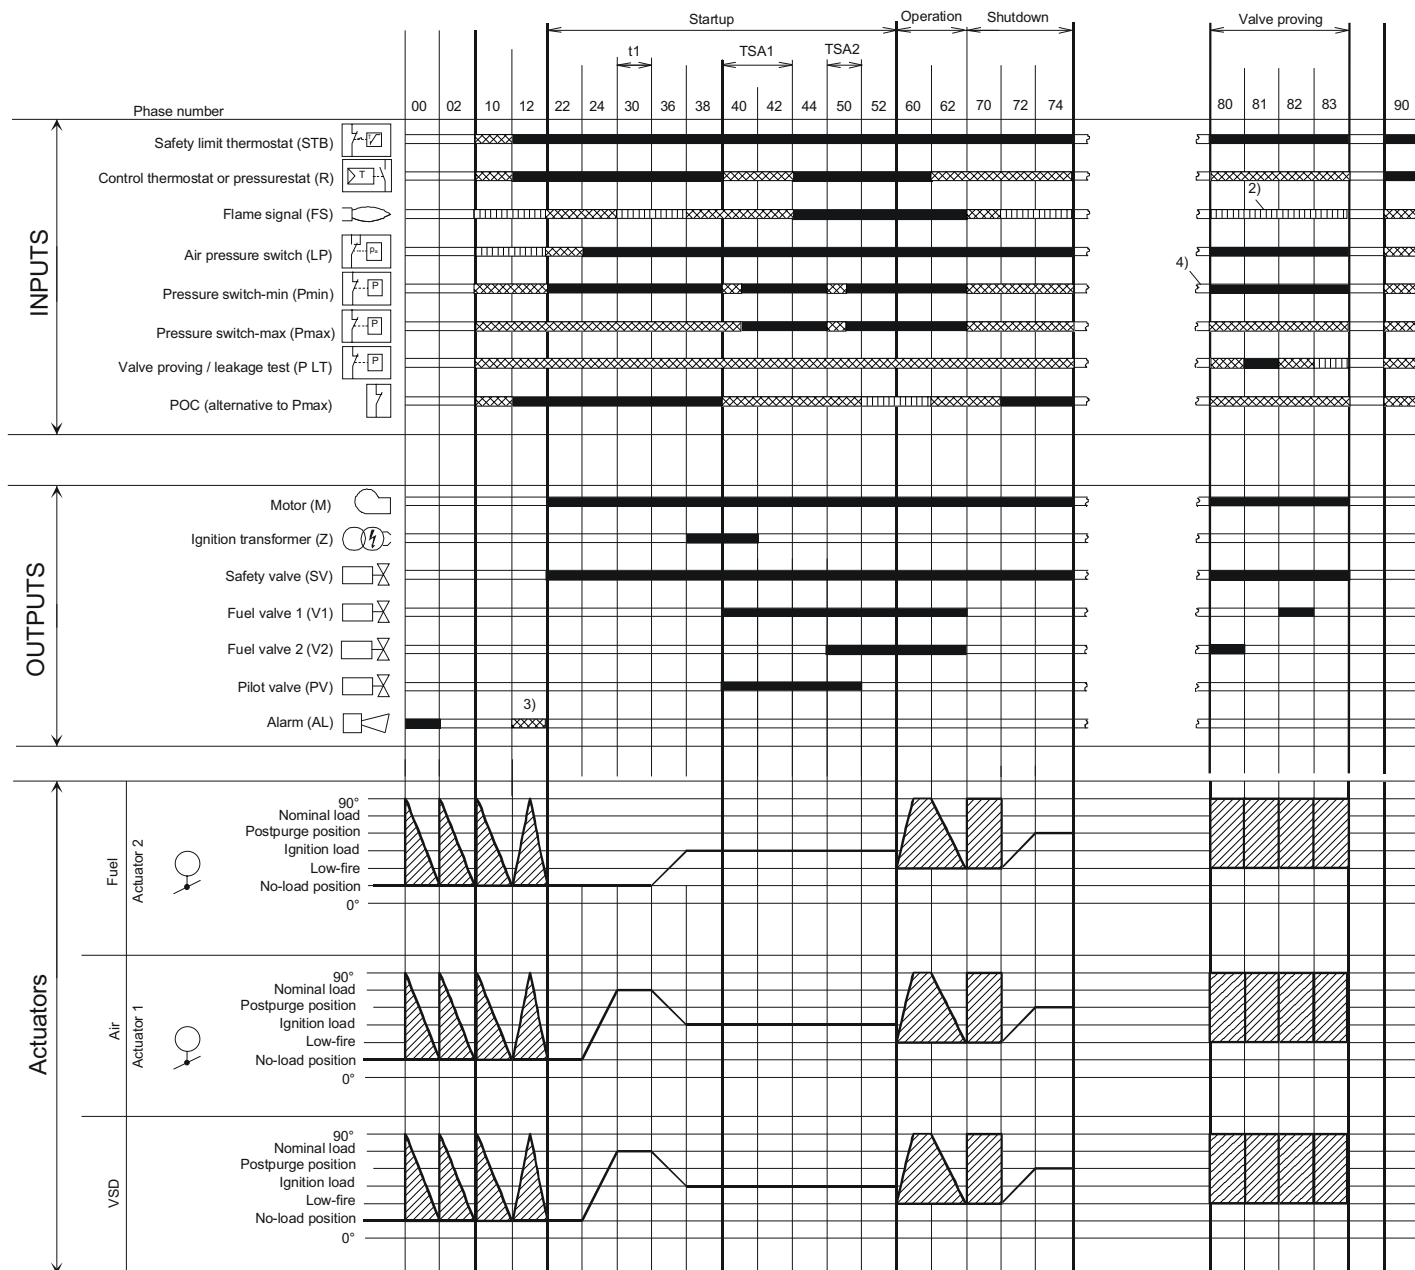 Startup Operation Shutdown Valve proving
t1 TSA1 TSA2
Phase number 00 02 10 12 22 24 30 36 38 40 42 44 50 52 60 62 70 72 74 80 81 82 83 90
INPUTS
Safety limit thermostat (STB)
Control thermostat or pressurestat (R) T
2)
Flame signal (FS)
Air pressure switch (LP)
4)
Pressure switch-min (Pmin) P
Pressure switch-max (Pmax) P
Valve proving / leakage test (P LT) P
POC (alternative to Pmax)
OUTPUTS
Motor (M)
Ignition transformer (Z)
Safety valve (SV)
Fuel valve 1 (V1)
Fuel valve 2 (V2)
Pilot valve (PV)
3)
Alarm (AL)
Actuators
Fuel
Actuator 2
90°
Nominal load
Postpurge position
Ignition load
Low-fire
No-load position
0°
Air
Actuator 1
90°
Nominal load
Postpurge position
Ignition load
Low-fire
No-load position
0°
VSD
90°
Nominal load
Postpurge position
Ignition load
Low-fire
No-load position
0°